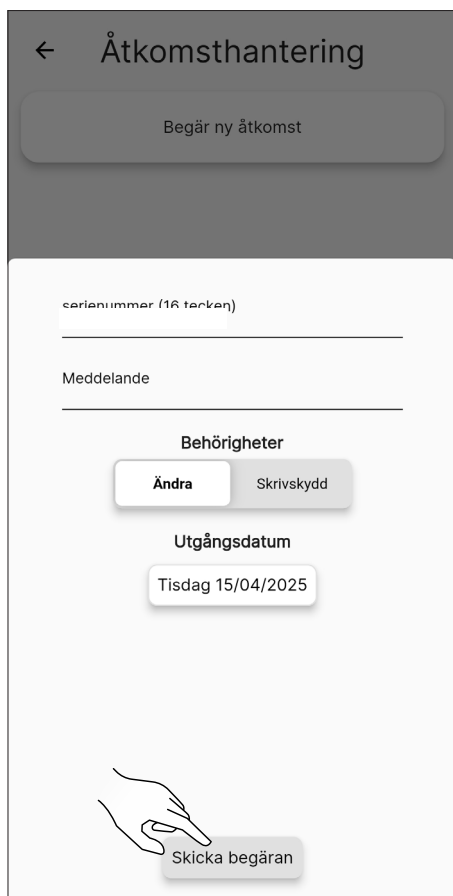 Åtkomsthantering
Begär ny åtkomst
serienummer (16 tecken)
Meddelande
Behörigheter
Ändra Skrivskydd
Utgångsdatum
Tisdag 15/04/2025
Skicka begäran